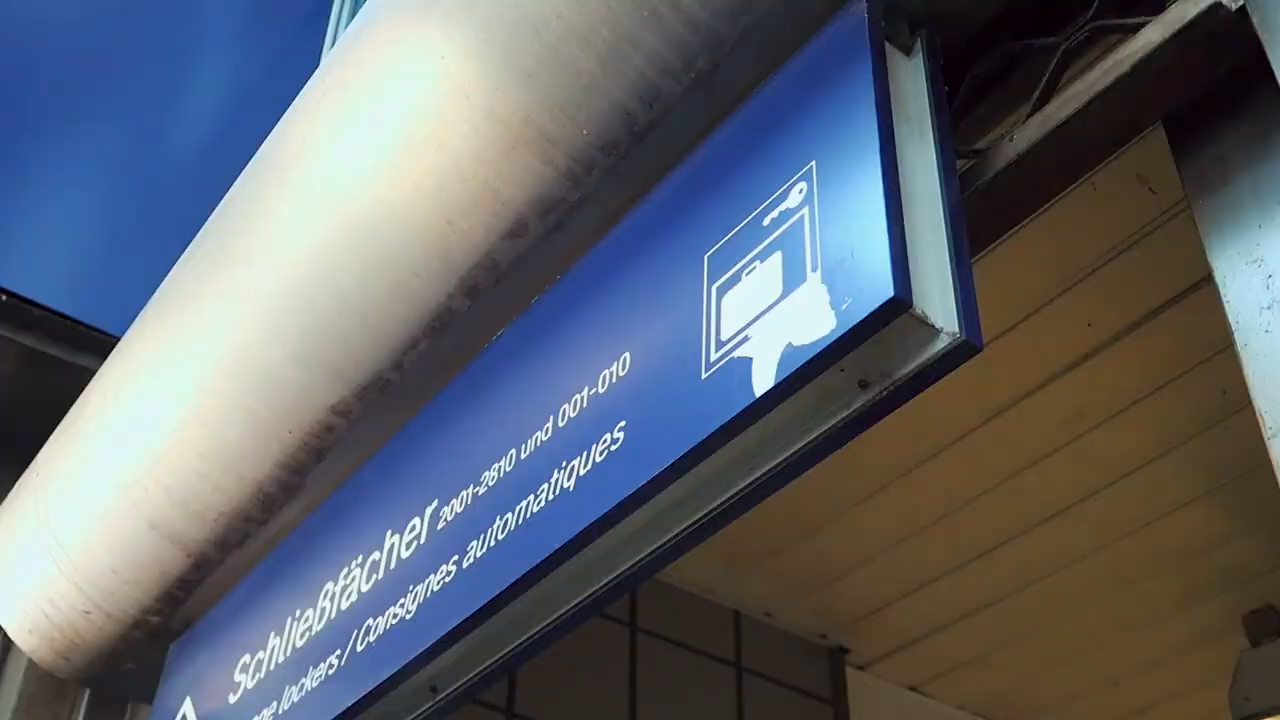 Schließfächer 2001-2810 und 001-010
lockers / Consignes automatiques